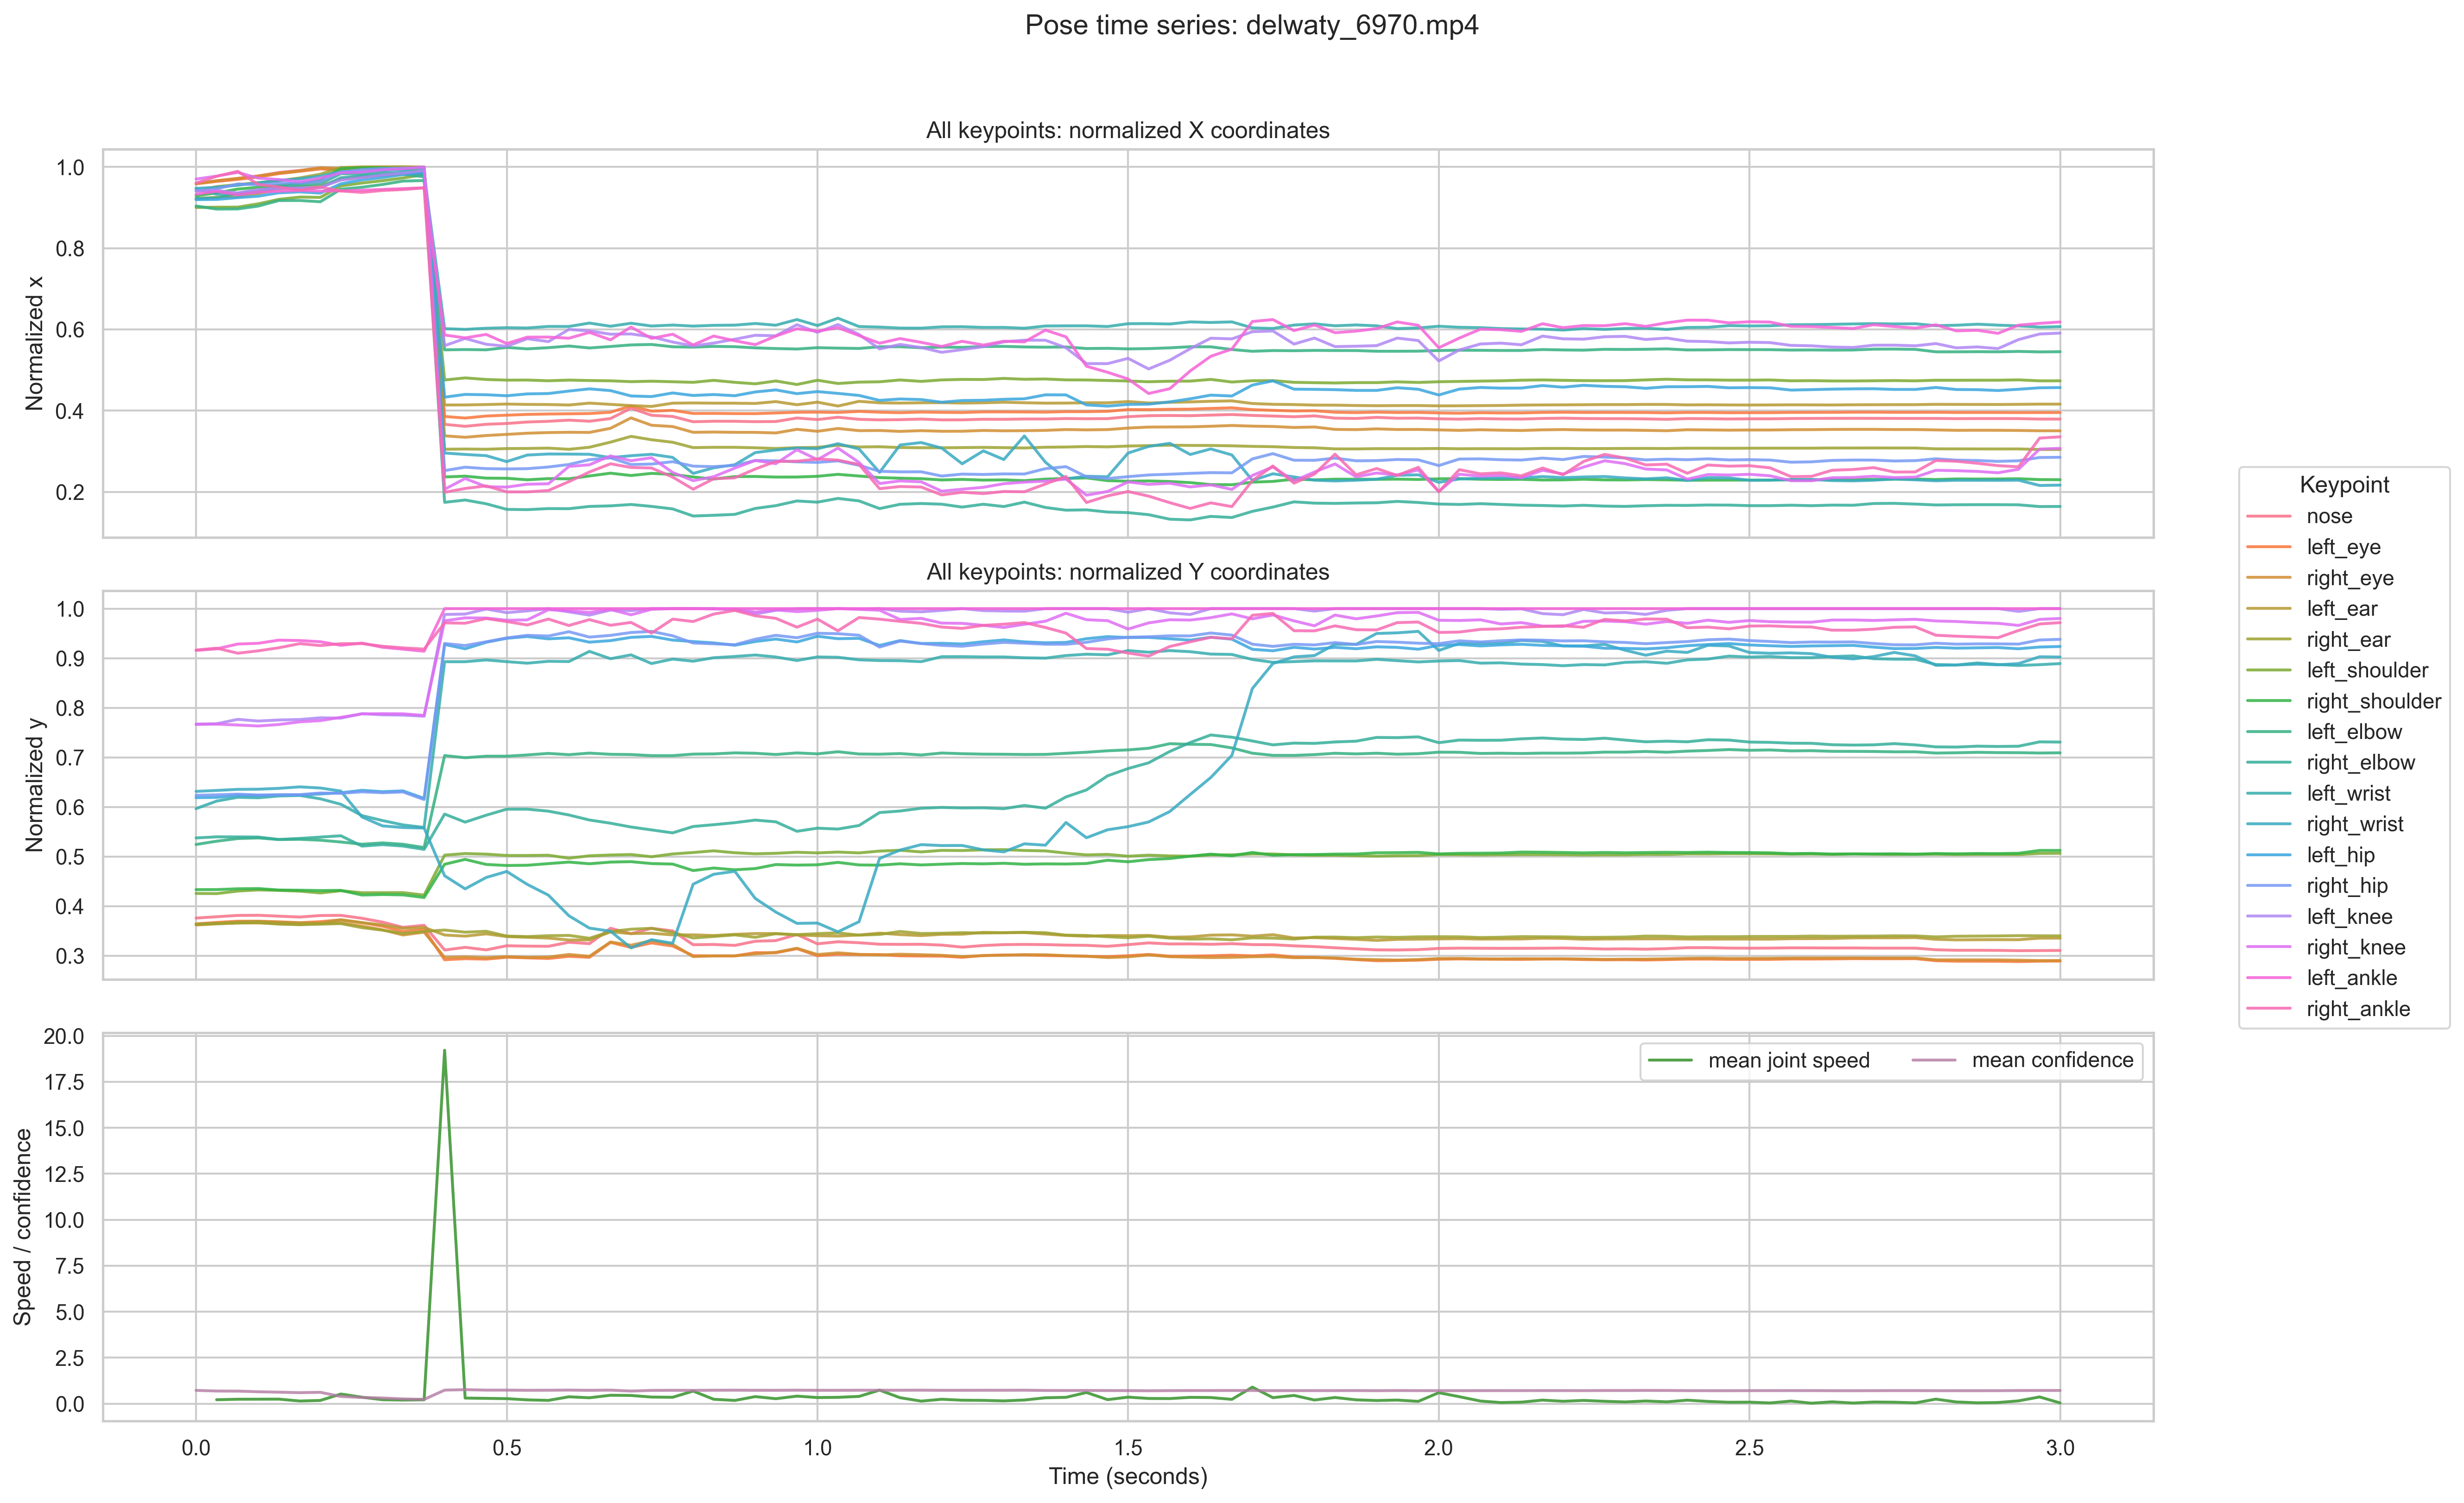 Pose time series: delwaty_6970.mp4
All keypoints: normalized X coordinates
Normalized x
1.0
0.8
0.6
0.4
0.2
All keypoints: normalized Y coordinates
Normalized y
1.0
0.9
0.8
0.7
0.6
0.5
0.4
0.3
Keypoint
nose
left_eye
right_eye
left_ear
right_ear
left_shoulder
right_shoulder
left_elbow
right_elbow
left_wrist
right_wrist
left_hip
right_hip
left_knee
right_knee
left_ankle
right_ankle
Speed / confidence
20.0
17.5
15.0
12.5
10.0
7.5
5.0
2.5
0.0
mean joint speed mean confidence
0.0 0.5 1.0 1.5 2.0 2.5 3.0
Time (seconds)